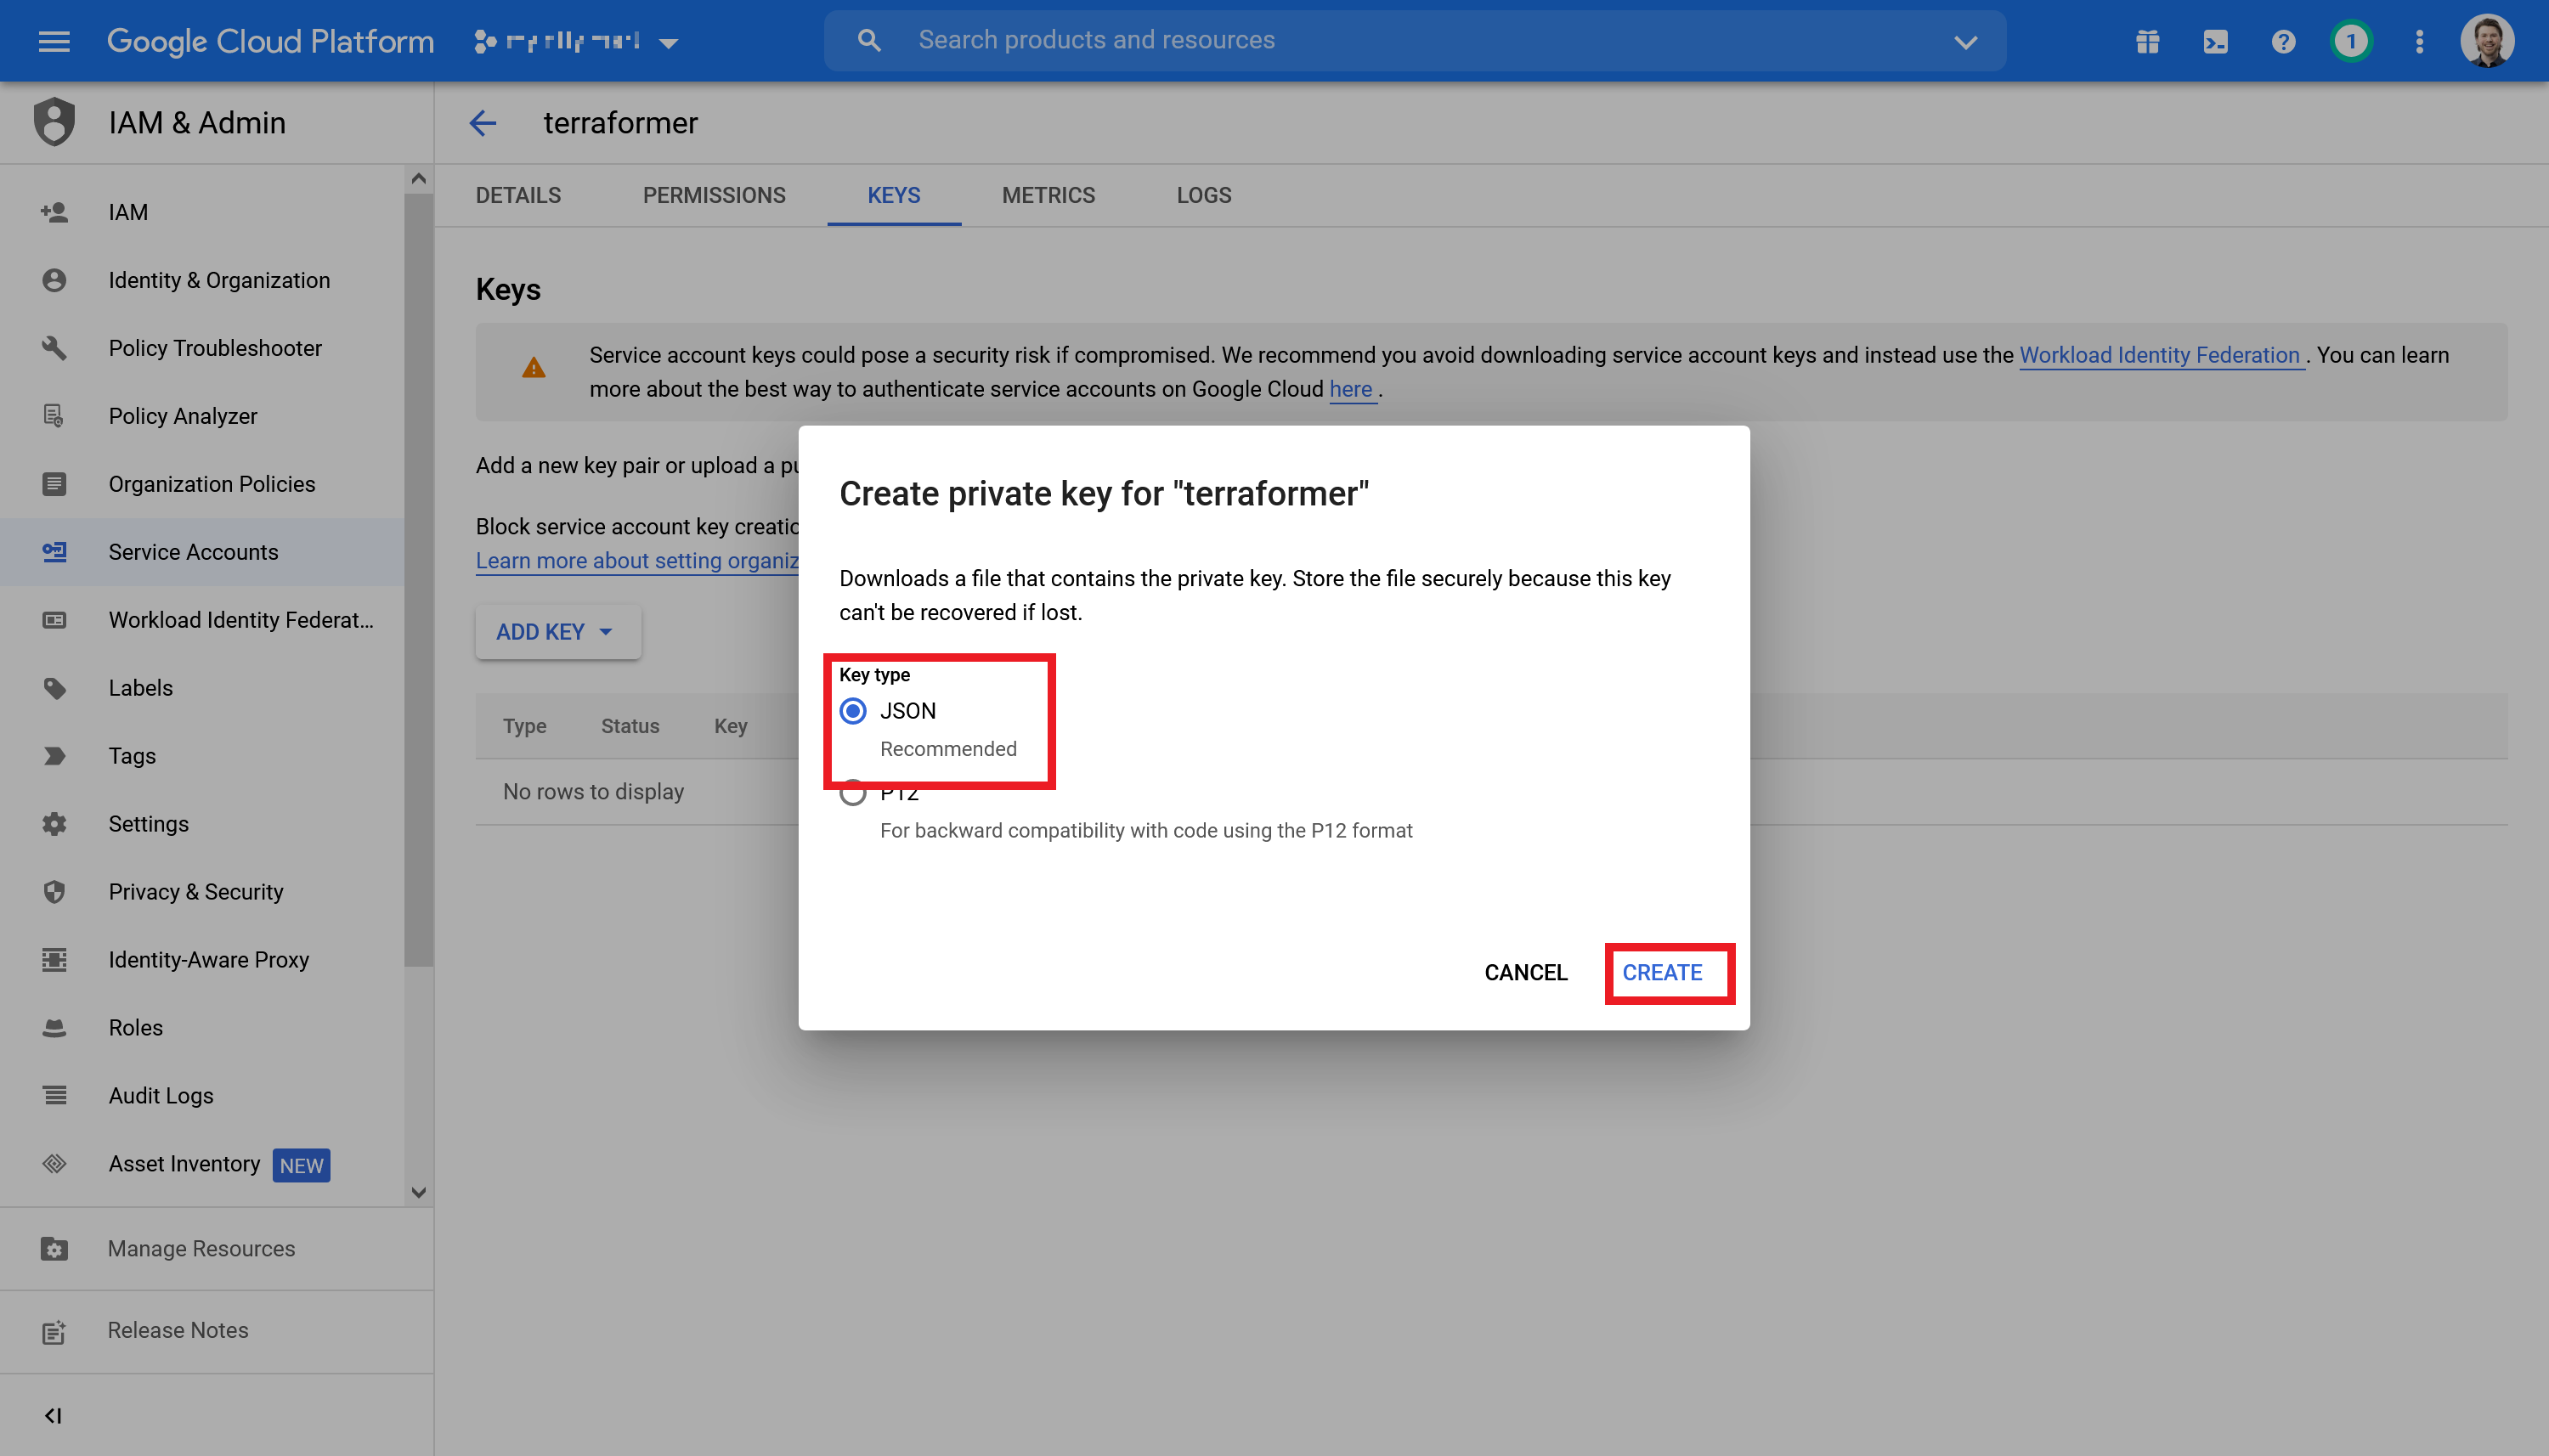 Google Cloud Platform
Search products and resources
1
IAM & Admin
terraformer
DETAILS PERMISSIONS KEYS METRICS LOGS
IAM
Identity & Organization
Policy Troubleshooter
Policy Analyzer
Organization Policies
Service Accounts
Workload Identity Federat...
Labels
Tags
Settings
Privacy & Security
Identity-Aware Proxy
Roles
Audit Logs
Asset Inventory NEW
Manage Resources
Release Notes
Keys
Service account keys could pose a security risk if compromised. We recommend you avoid downloading service account keys and instead use the Workload Identity Federation . You can learn
more about the best way to authenticate service accounts on Google Cloud here .
Add a new key pair or upload a pu
Block service account key creatio
Learn more about setting organiz
ADD KEY
Type Status Key
No rows to display
Create private key for "terraformer"
Downloads a file that contains the private key. Store the file securely because this key
can't be recovered if lost.
Key type
JSON
Recommended
P12
For backward compatibility with code using the P12 format
CANCEL CREATE